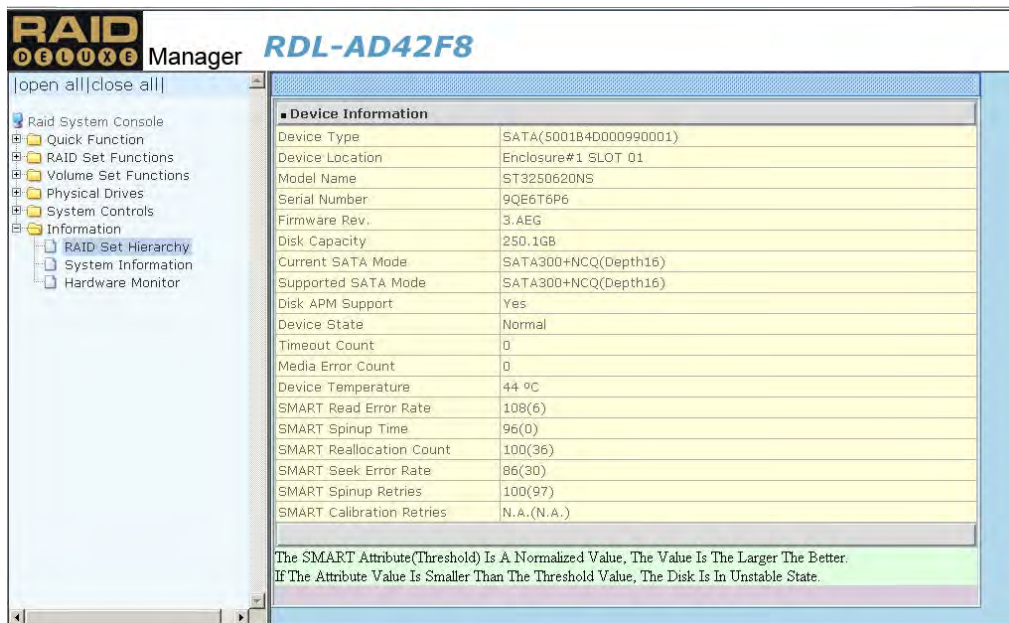 RAID
DELUXE Manager RDL-AD42F8
|open all|close all|
Raid System Console
Quick Function
RAID Set Functions
Volume Set Functions
Physical Drives
System Controls
Information
RAID Set Hierarchy
System Information
Hardware Monitor
Device Information
Device Type SATA(5001B4D000990001)
Device Location Enclosure#1 SLOT 01
Model Name ST3250620NS
Serial Number 9QE6T6P6
Firmware Rev. 3.AEG
Disk Capacity 250.1GB
Current SATA Mode SATA300+NCQ(Depth16)
Supported SATA Mode SATA300+NCQ(Depth16)
Disk APM Support Yes
Device State Normal
Timeout Count 0
Media Error Count 0
Device Temperature 44 ºC
SMART Read Error Rate 108(6)
SMART Spinup Time 96(0)
SMART Reallocation Count 100(36)
SMART Seek Error Rate 86(30)
SMART Spinup Retries 100(97)
SMART Calibration Retries N.A.(N.A.)
The SMART Attribute(Threshold) Is A Normalized Value, The Value Is The Larger The Better.
If The Attribute Value Is Smaller Than The Threshold Value, The Disk Is In Unstable State.